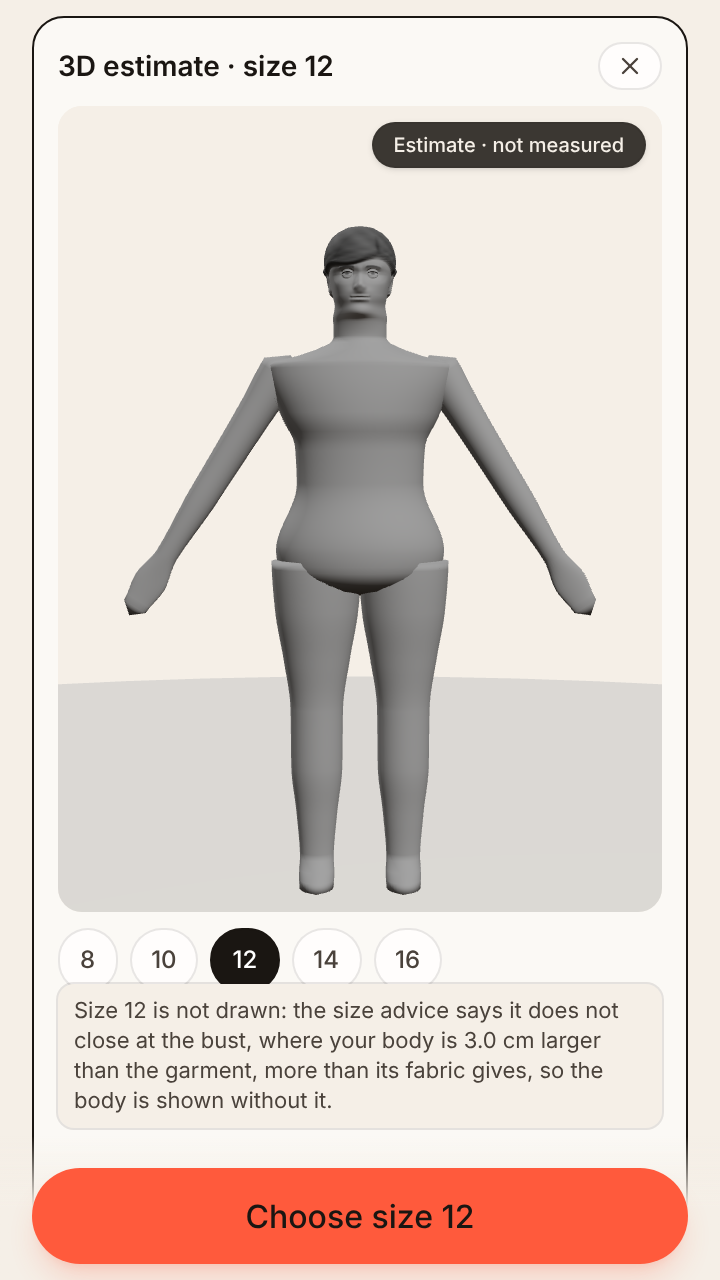 3D estimate · size 12
Estimate · not measured
8 10 12 14 16
Size 12 is not drawn: the size advice says it does not
close at the bust, where your body is 3.0 cm larger
than the garment, more than its fabric gives, so the
body is shown without it.
Choose size 12